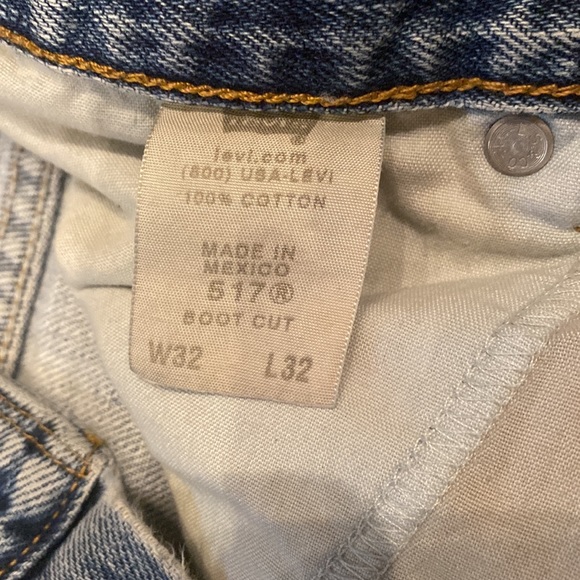 levi.com
(800) USA-LEVI
100% COTTON
MADE IN
MEXICO
517®
BOOT CUT
W32 L32